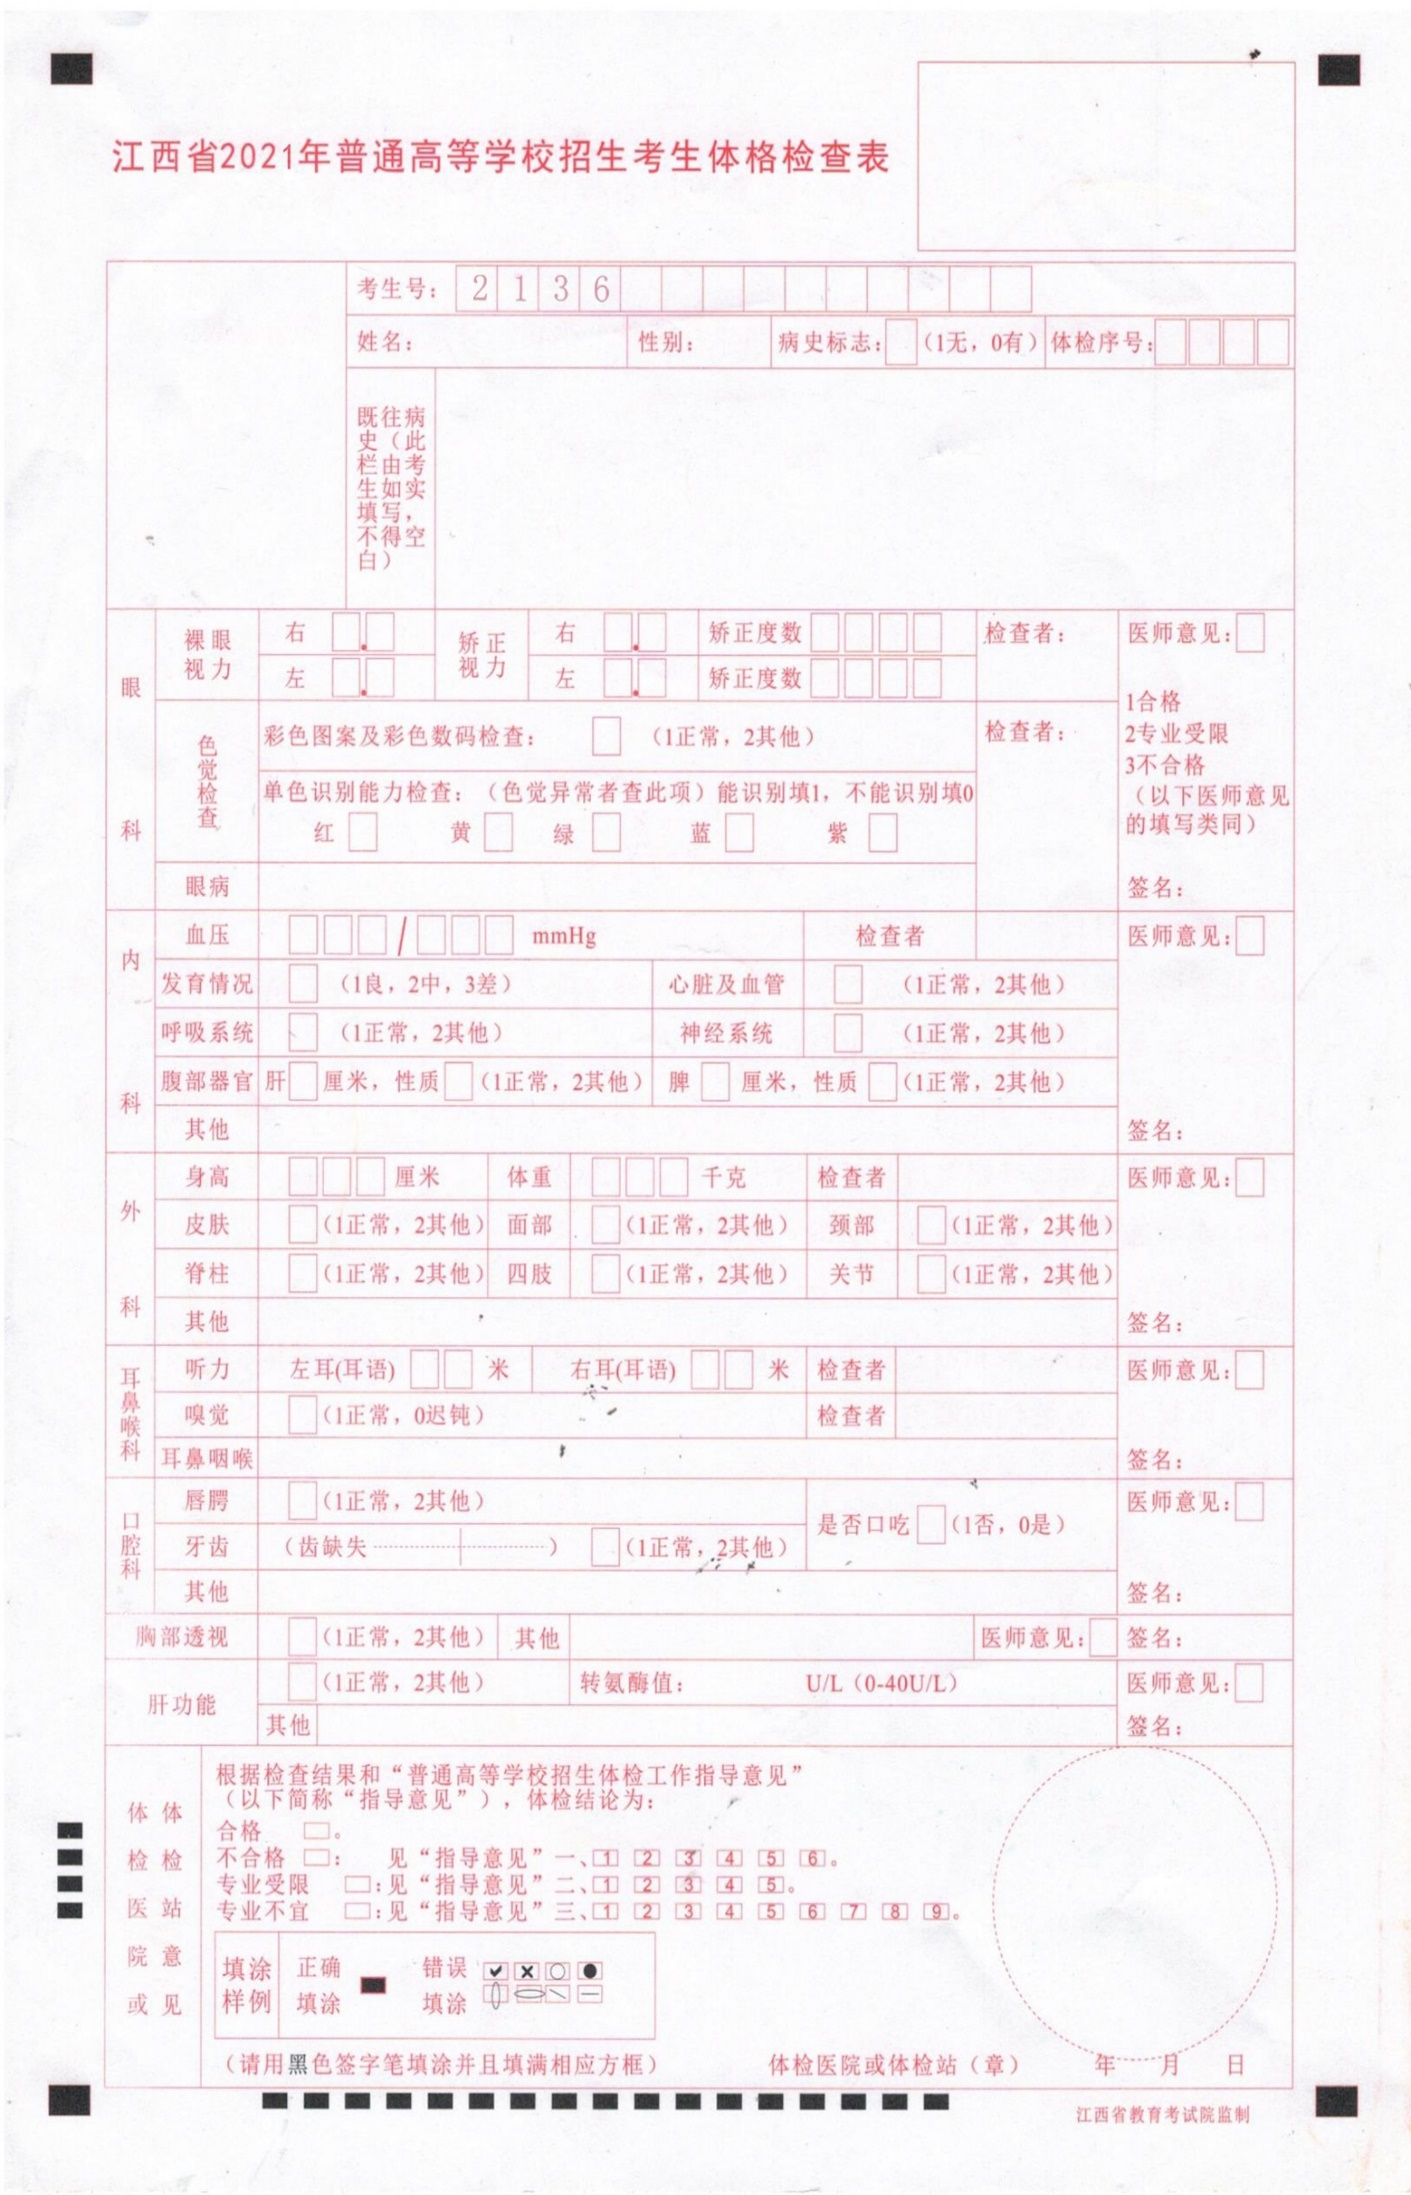 江西省2021年普通高等学校招生考生体格检查表
考生号： 2 1 3 6
姓名： 性别： 病史标志： （1无，0有） 体检序号：
既往病
史（此
栏由考
生如实
填写，
不得空
白）
眼科
裸眼视力 右 . 矫正视力 右 . 矫正度数 检查者： 医师意见：
左 . 左 . 矫正度数
1合格
2专业受限
3不合格
（以下医师意见
的填写类同）
签名：
色觉检查 彩色图案及彩色数码检查： （1正常，2其他） 检查者：
单色识别能力检查：（色觉异常者查此项）能识别填1，不能识别填0
红 黄 绿 蓝 紫
眼病
内科
血压 / mmHg 检查者 医师意见：
发育情况 （1良，2中，3差） 心脏及血管 （1正常，2其他）
呼吸系统 （1正常，2其他） 神经系统 （1正常，2其他）
腹部器官 肝 厘米，性质 （1正常，2其他） 脾 厘米，性质 （1正常，2其他）
其他 签名：
外科
身高 厘米 体重 千克 检查者 医师意见：
皮肤 （1正常，2其他） 面部 （1正常，2其他） 颈部 （1正常，2其他）
脊柱 （1正常，2其他） 四肢 （1正常，2其他） 关节 （1正常，2其他）
其他 签名：
耳鼻喉科
听力 左耳(耳语) 米 右耳(耳语) 米 检查者 医师意见：
嗅觉 （1正常，0迟钝） 检查者
耳鼻咽喉 签名：
口腔科
唇腭 （1正常，2其他） 是否口吃 （1否，0是） 医师意见：
牙齿 （齿缺失 ） （1正常，2其他）
其他 签名：
胸部透视 （1正常，2其他） 其他 医师意见： 签名：
肝功能 （1正常，2其他） 转氨酶值： U/L（0-40U/L） 医师意见：
其他 签名：
体检医院或
体检站意见
根据检查结果和“普通高等学校招生体检工作指导意见”
（以下简称“指导意见”），体检结论为：
合格 。
不合格 ： 见“指导意见”一、1 2 3 4 5 6。
专业受限 ：见“指导意见”二、1 2 3 4 5。
专业不宜 ：见“指导意见”三、1 2 3 4 5 6 7 8 9。
填涂样例 正确填涂 错误填涂
（请用黑色签字笔填涂并且填满相应方框） 体检医院或体检站（章） 年 月 日
江西省教育考试院监制